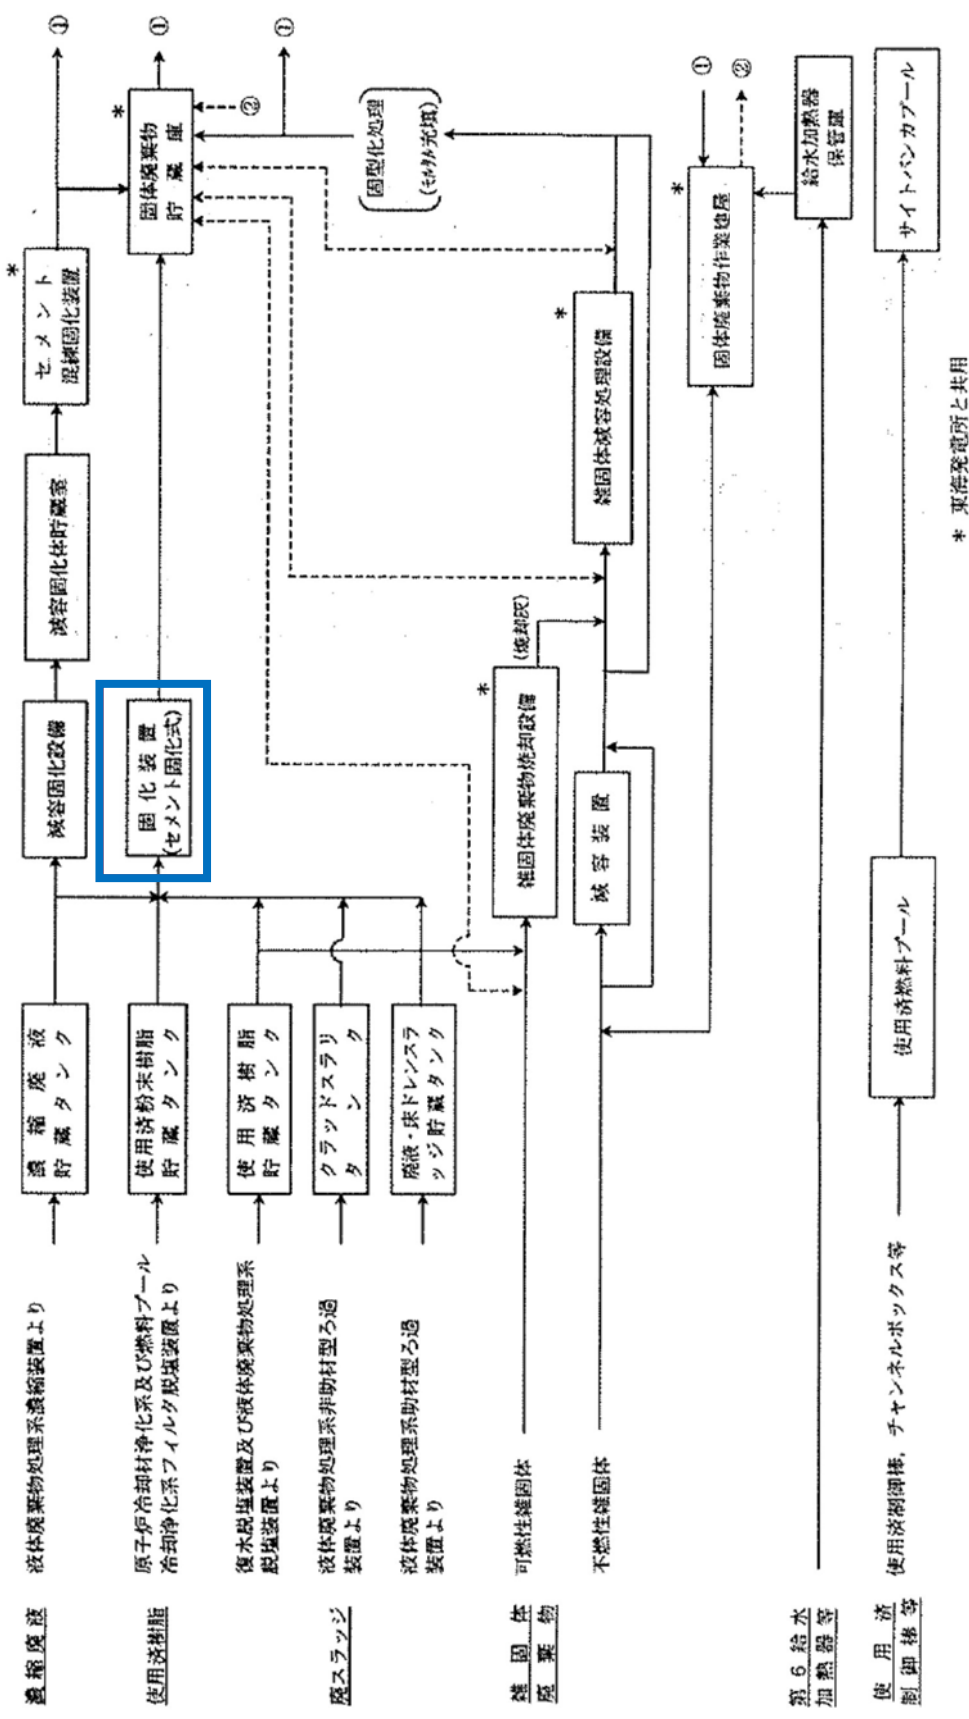 濃縮廃液
液体廃棄物処理系濃縮装置より
濃縮廃液
貯蔵タンク
減容固化設備
減容固化体貯蔵室
*
セメント
混練固化装置
①
使用済樹脂
原子炉冷却材浄化系及び燃料プール
冷却浄化系フィルタ脱塩装置より
使用済粉末樹脂
貯蔵タンク
固化装置
(セメント固化式)
*
固体廃棄物
貯蔵庫
①
②
復水脱塩装置及び液体廃棄物処理系
脱塩装置より
使用済樹脂
貯蔵タンク
①
廃スラッジ
液体廃棄物処理系非助材型ろ過
装置より
クラッドスラリ
タンク
固型化処理
(モルタル充填)
液体廃棄物処理系助材型ろ過
装置より
廃液・床ドレンスラ
ッジ貯蔵タンク
雑固体
廃棄物
可燃性雑固体
*
雑固体廃棄物焼却設備
(焼却灰)
不燃性雑固体
減容装置
*
雑固体減容処理設備
*
固体廃棄物作業建屋
①
②
第6給水
加熱器等
給水加熱器
保管庫
使用済
制御棒等
使用済制御棒,チャンネルボックス等
使用済燃料プール
サイトバンカプール
* 東海発電所と共用